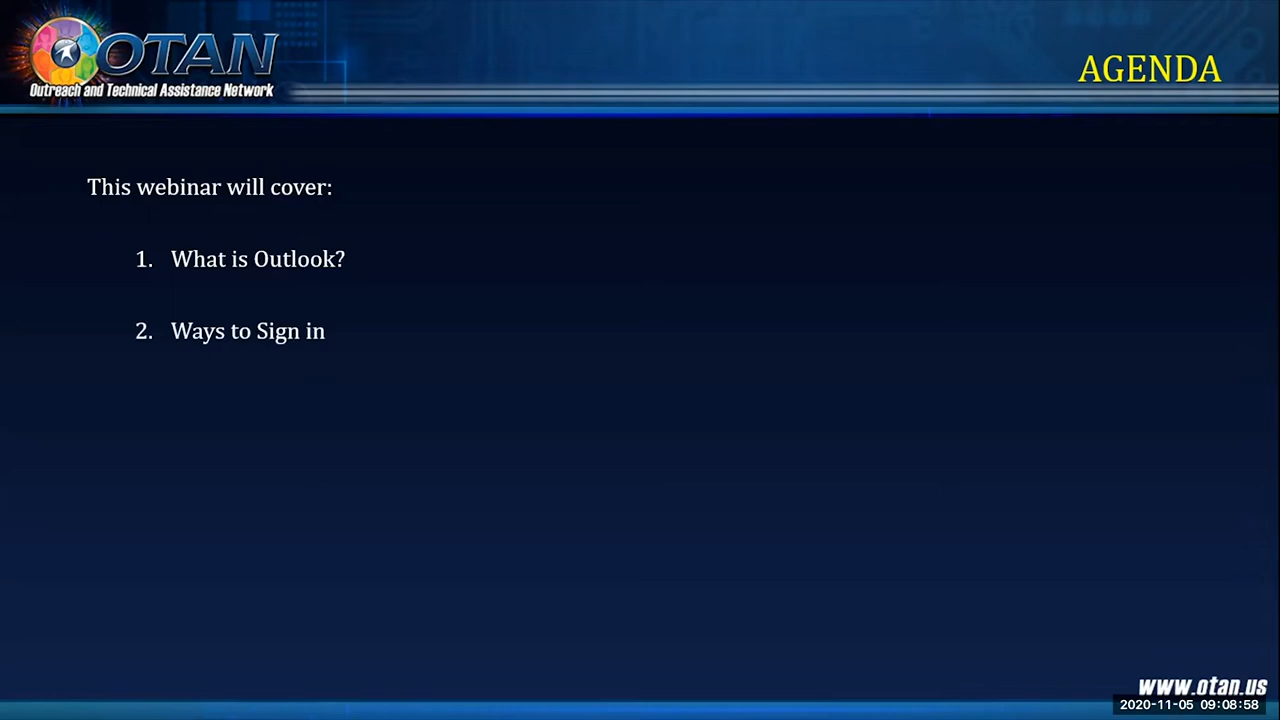 OTAN
Outreach and Technical Assistance Network
AGENDA
This webinar will cover:
1. What is Outlook?
2. Ways to Sign in
www.otan.us
2020-11-05 09:08:58